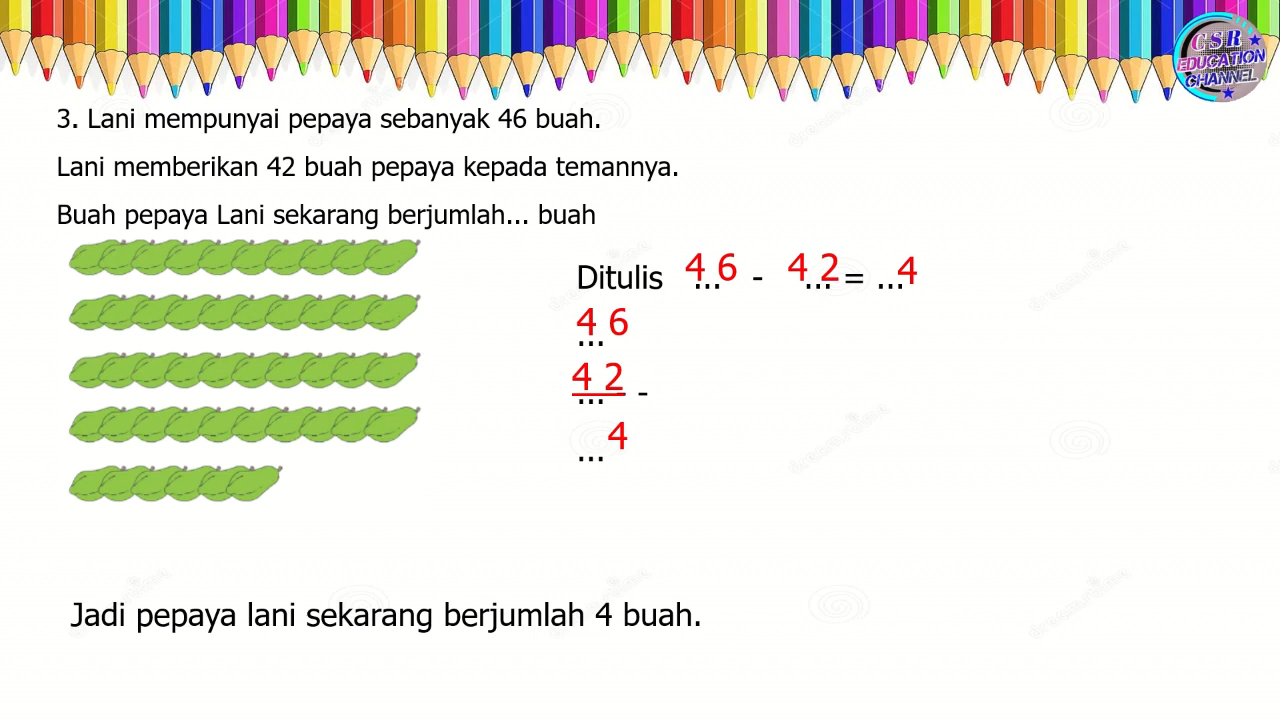 CSR
EDUCATION
CHANNEL
3. Lani mempunyai pepaya sebanyak 46 buah.
Lani memberikan 42 buah pepaya kepada temannya.
Buah pepaya Lani sekarang berjumlah... buah
Ditulis ...46 - ...42 = ...4
...46
...42 -
...4
Jadi pepaya lani sekarang berjumlah 4 buah.